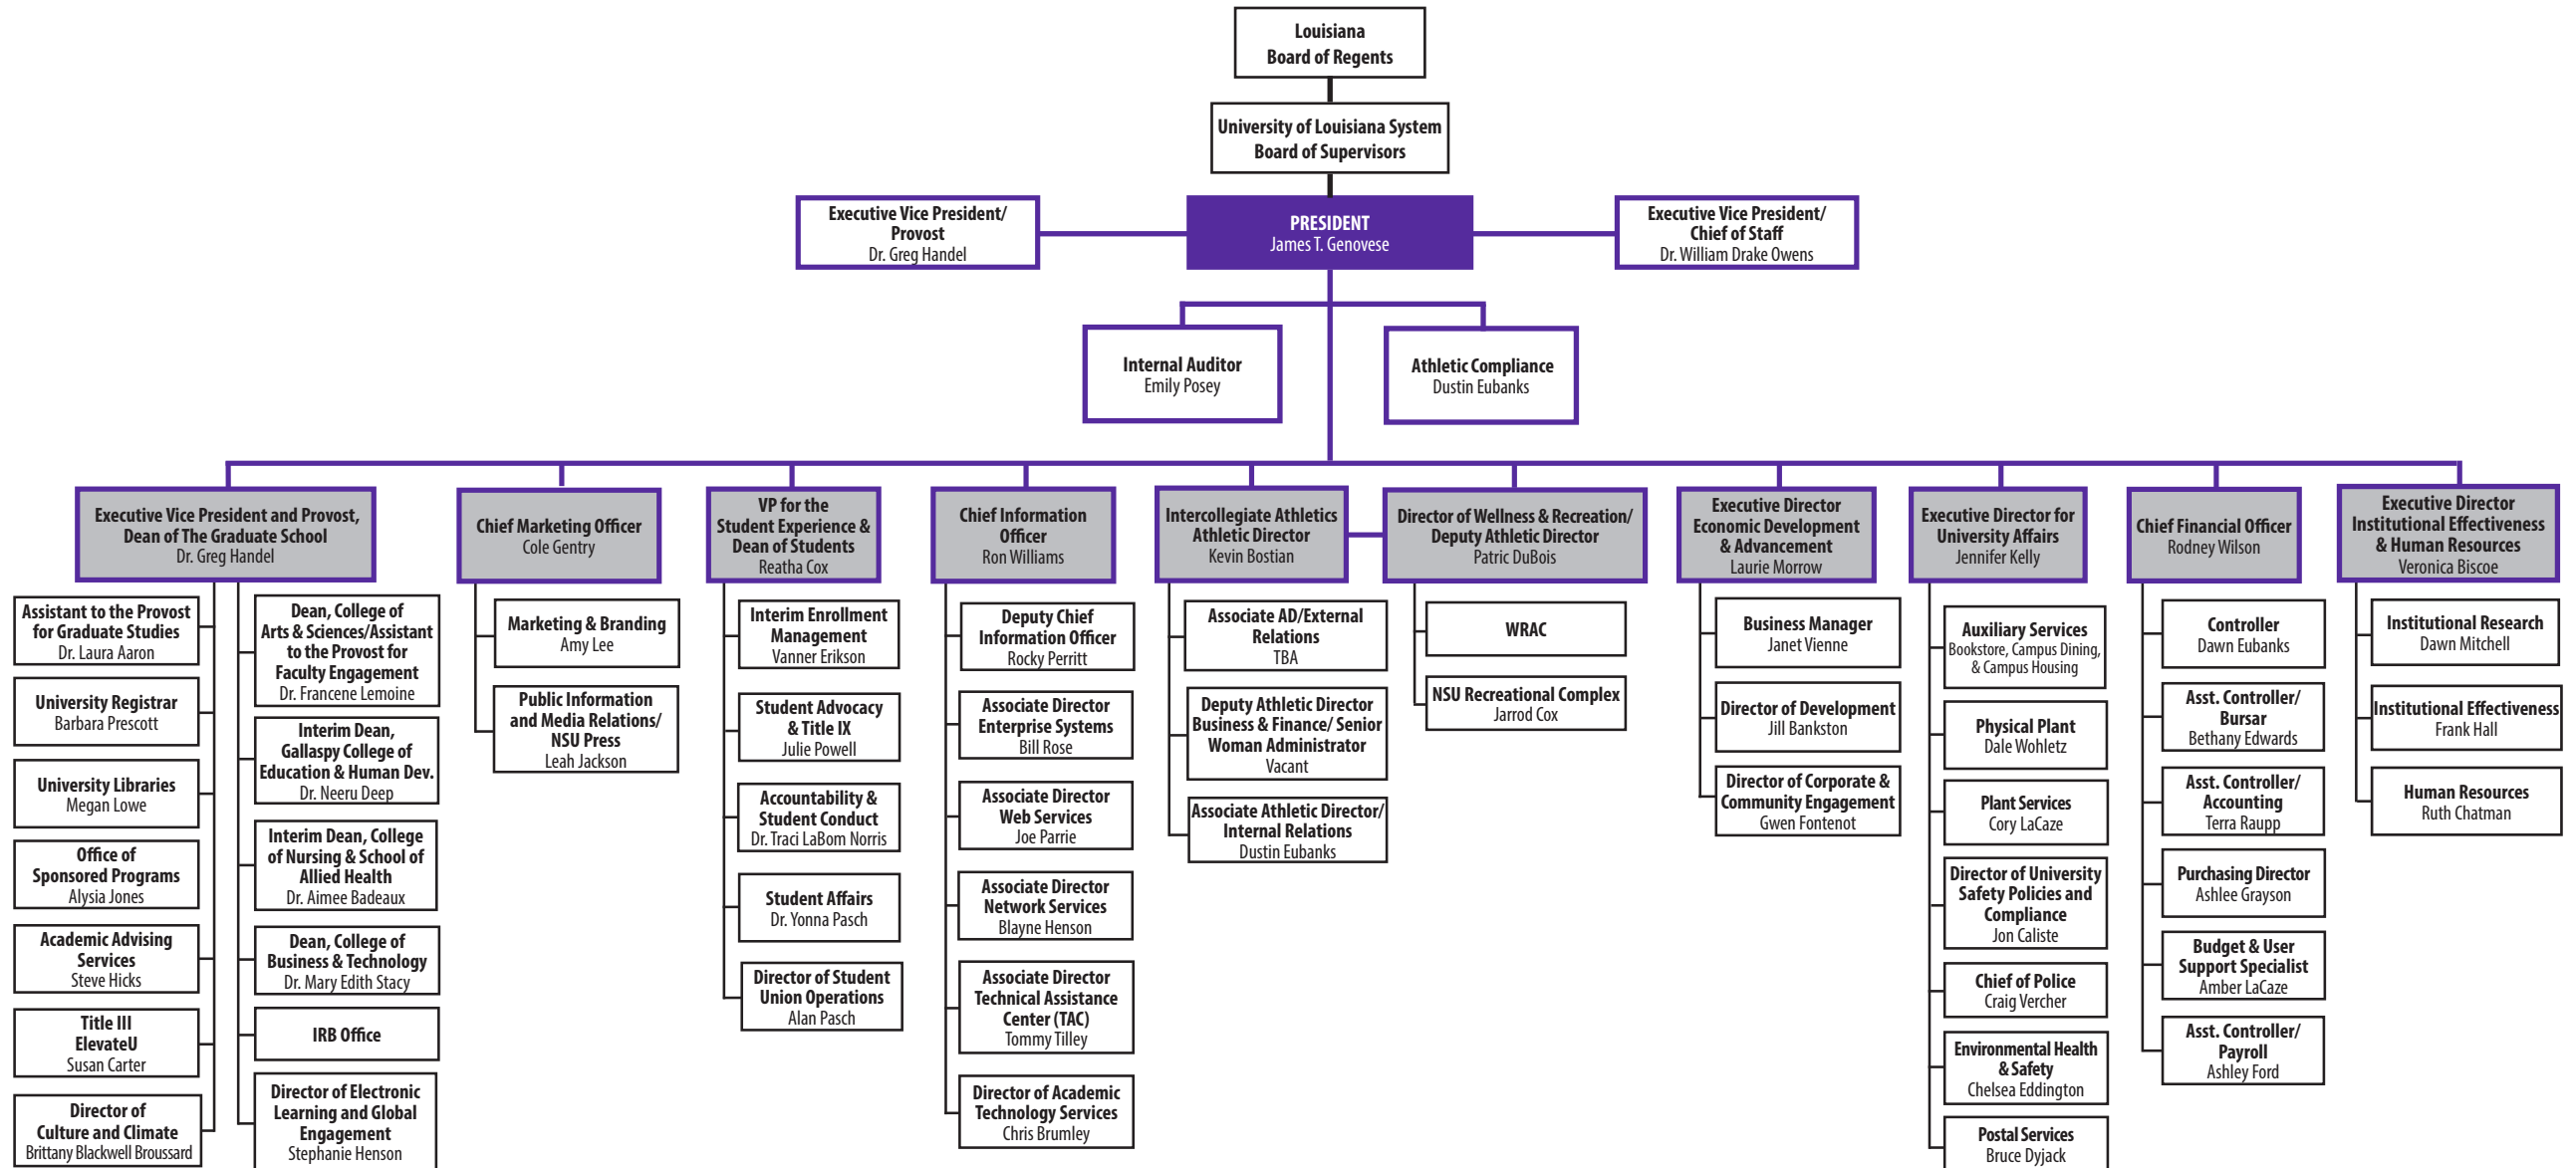 Louisiana
Board of Regents
University of Louisiana System
Board of Supervisors
Executive Vice President/
Provost
Dr. Greg Handel
PRESIDENT
James T. Genovese
Executive Vice President/
Chief of Staff
Dr. William Drake Owens
Internal Auditor
Emily Posey
Athletic Compliance
Dustin Eubanks
Executive Vice President and Provost,
Dean of The Graduate School
Dr. Greg Handel
Assistant to the Provost
for Graduate Studies
Dr. Laura Aaron
University Registrar
Barbara Prescott
University Libraries
Megan Lowe
Office of
Sponsored Programs
Alysia Jones
Academic Advising
Services
Steve Hicks
Title III
ElevateU
Susan Carter
Director of
Culture and Climate
Brittany Blackwell Broussard
Dean, College of
Arts & Sciences/Assistant
to the Provost for
Faculty Engagement
Dr. Francene Lemoine
Interim Dean,
Gallaspy College of
Education & Human Dev.
Dr. Neeru Deep
Interim Dean, College
of Nursing & School of
Allied Health
Dr. Aimee Badeaux
Dean, College of
Business & Technology
Dr. Mary Edith Stacy
IRB Office
Director of Electronic
Learning and Global
Engagement
Stephanie Henson
Chief Marketing Officer
Cole Gentry
Marketing & Branding
Amy Lee
Public Information
and Media Relations/
NSU Press
Leah Jackson
VP for the
Student Experience &
Dean of Students
Reatha Cox
Interim Enrollment
Management
Vanner Erikson
Student Advocacy
& Title IX
Julie Powell
Accountability &
Student Conduct
Dr. Traci LaBom Norris
Student Affairs
Dr. Yonna Pasch
Director of Student
Union Operations
Alan Pasch
Chief Information
Officer
Ron Williams
Deputy Chief
Information Officer
Rocky Perritt
Associate Director
Enterprise Systems
Bill Rose
Associate Director
Web Services
Joe Parrie
Associate Director
Network Services
Blayne Henson
Associate Director
Technical Assistance
Center (TAC)
Tommy Tilley
Director of Academic
Technology Services
Chris Brumley
Intercollegiate Athletics
Athletic Director
Kevin Bostian
Associate AD/External
Relations
TBA
Deputy Athletic Director
Business & Finance/ Senior
Woman Administrator
Vacant
Associate Athletic Director/
Internal Relations
Dustin Eubanks
Director of Wellness & Recreation/
Deputy Athletic Director
Patric DuBois
WRAC
NSU Recreational Complex
Jarrod Cox
Executive Director
Economic Development
& Advancement
Laurie Morrow
Business Manager
Janet Vienne
Director of Development
Jill Bankston
Director of Corporate &
Community Engagement
Gwen Fontenot
Executive Director for
University Affairs
Jennifer Kelly
Auxiliary Services
Bookstore, Campus Dining,
& Campus Housing
Physical Plant
Dale Wohletz
Plant Services
Cory LaCaze
Director of University
Safety Policies and
Compliance
Jon Caliste
Chief of Police
Craig Vercher
Environmental Health
& Safety
Chelsea Eddington
Postal Services
Bruce Dyjack
Chief Financial Officer
Rodney Wilson
Controller
Dawn Eubanks
Asst. Controller/
Bursar
Bethany Edwards
Asst. Controller/
Accounting
Terra Raupp
Purchasing Director
Ashlee Grayson
Budget & User
Support Specialist
Amber LaCaze
Asst. Controller/
Payroll
Ashley Ford
Executive Director
Institutional Effectiveness
& Human Resources
Veronica Biscoe
Institutional Research
Dawn Mitchell
Institutional Effectiveness
Frank Hall
Human Resources
Ruth Chatman